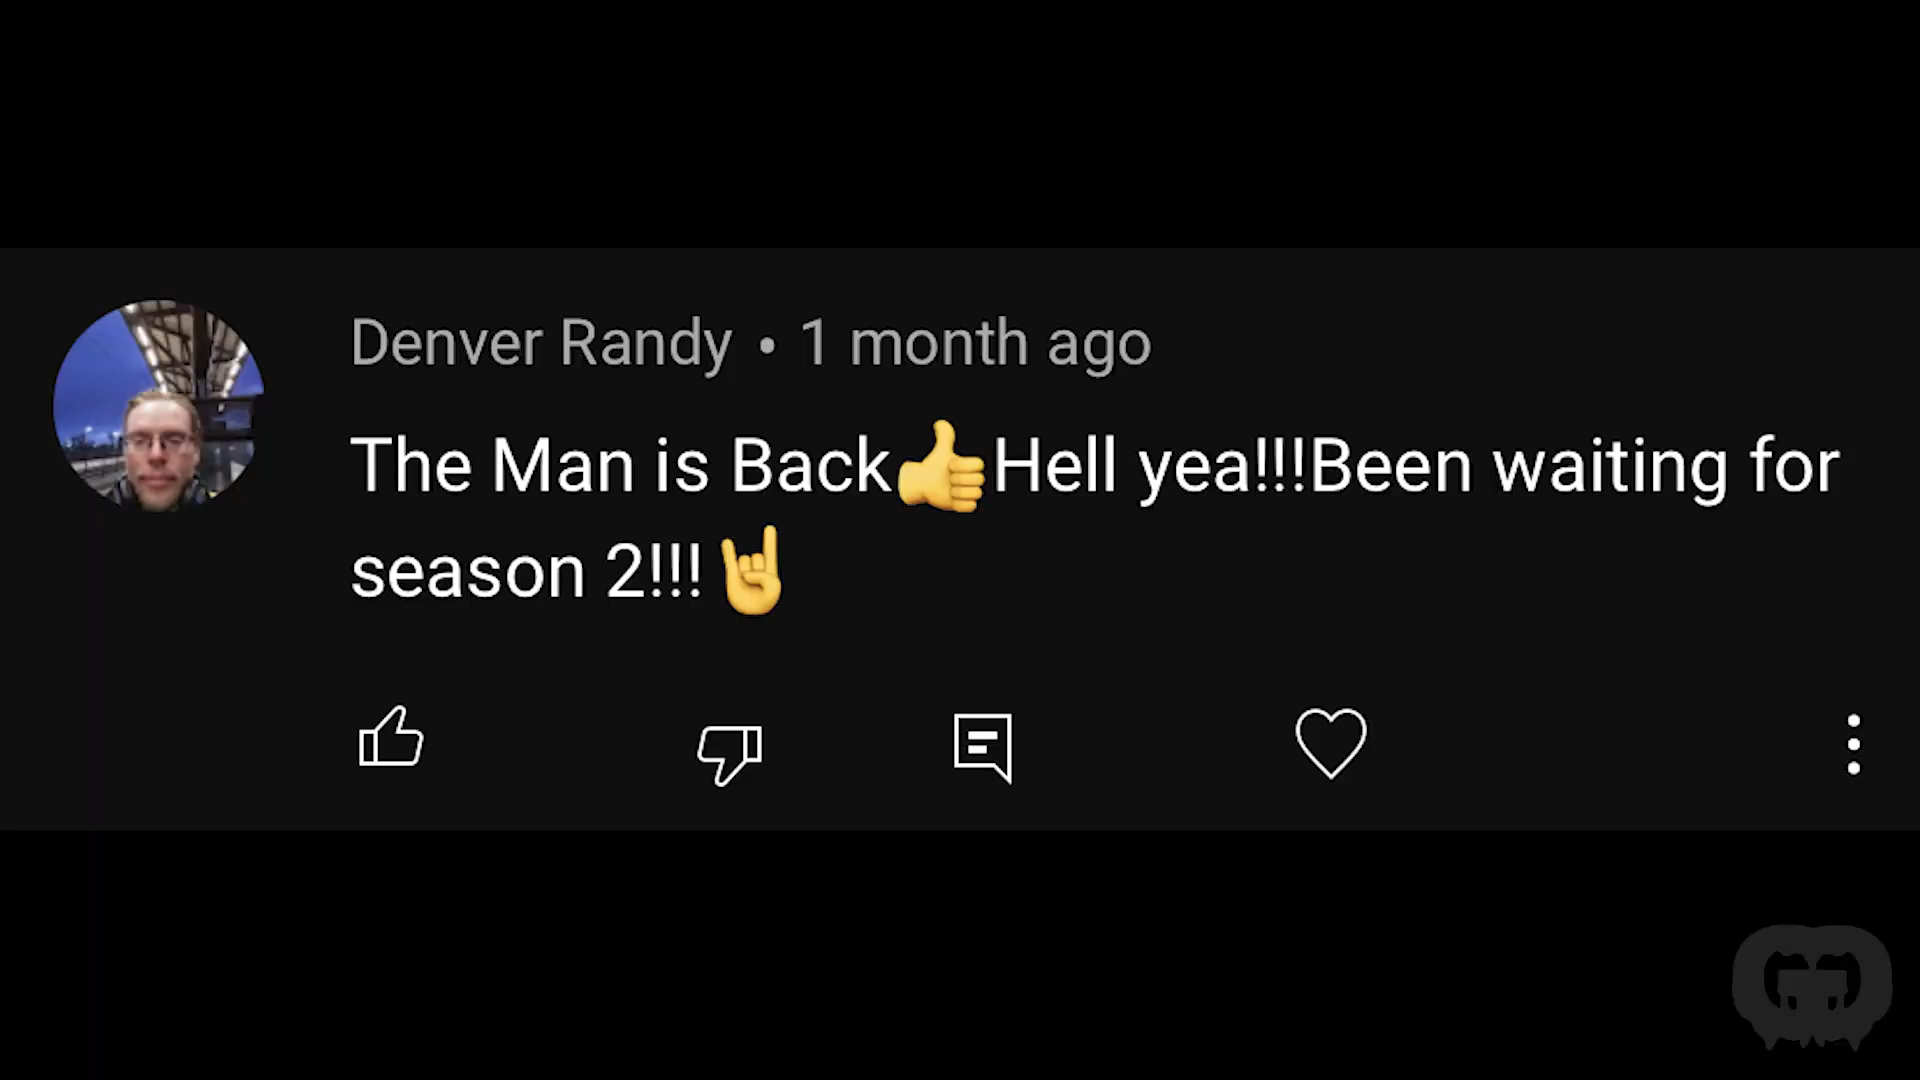 Denver Randy • 1 month ago
The Man is Back👍Hell yea!!!Been waiting for
season 2!!!🤘